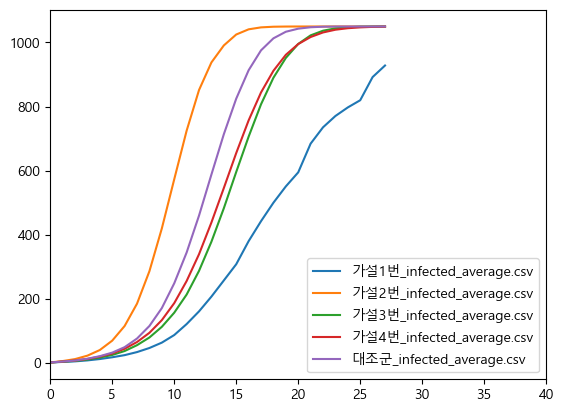 1000
800
600
400
200
0
0 5 10 15 20 25 30 35 40
가설1번_infected_average.csv
가설2번_infected_average.csv
가설3번_infected_average.csv
가설4번_infected_average.csv
대조군_infected_average.csv